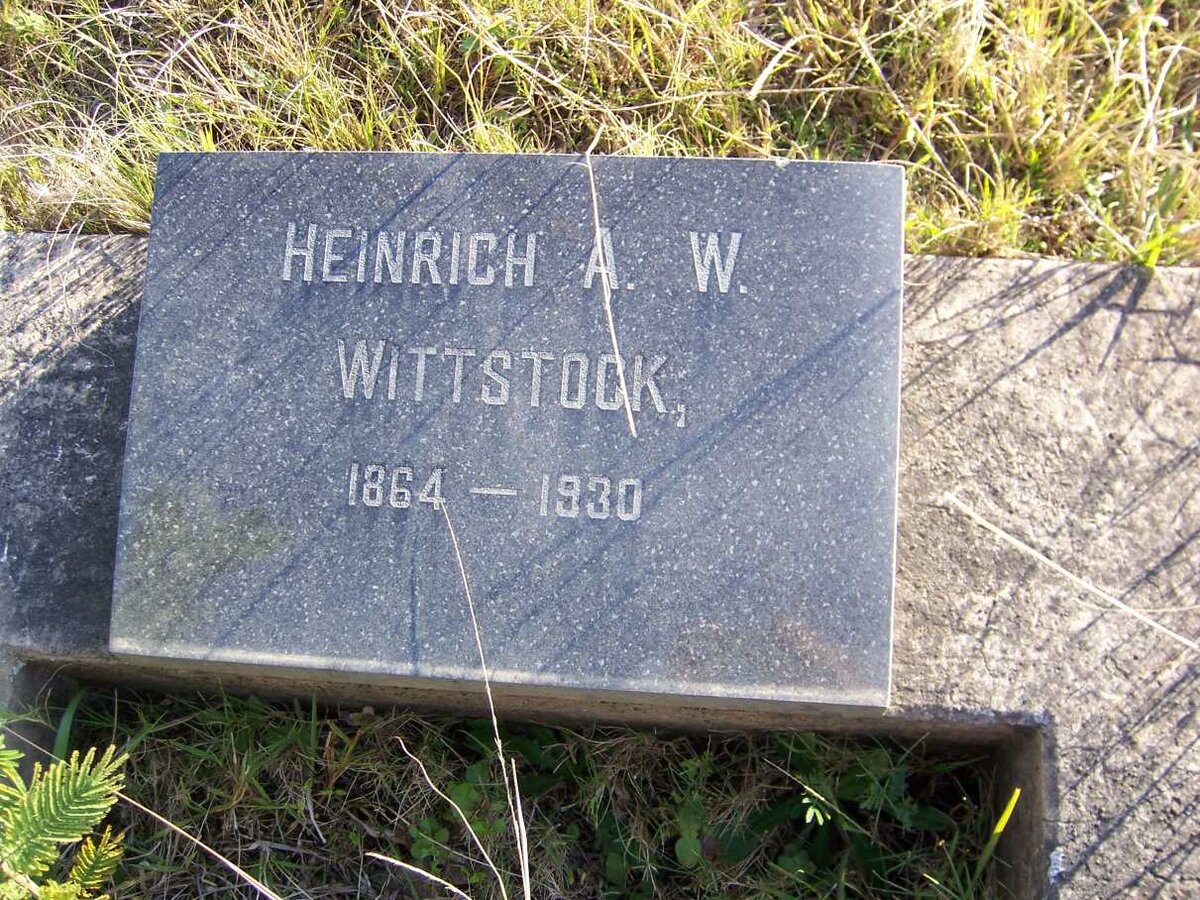 HEINRICH A. W.
WITTSTOCK;
1864 — 1930